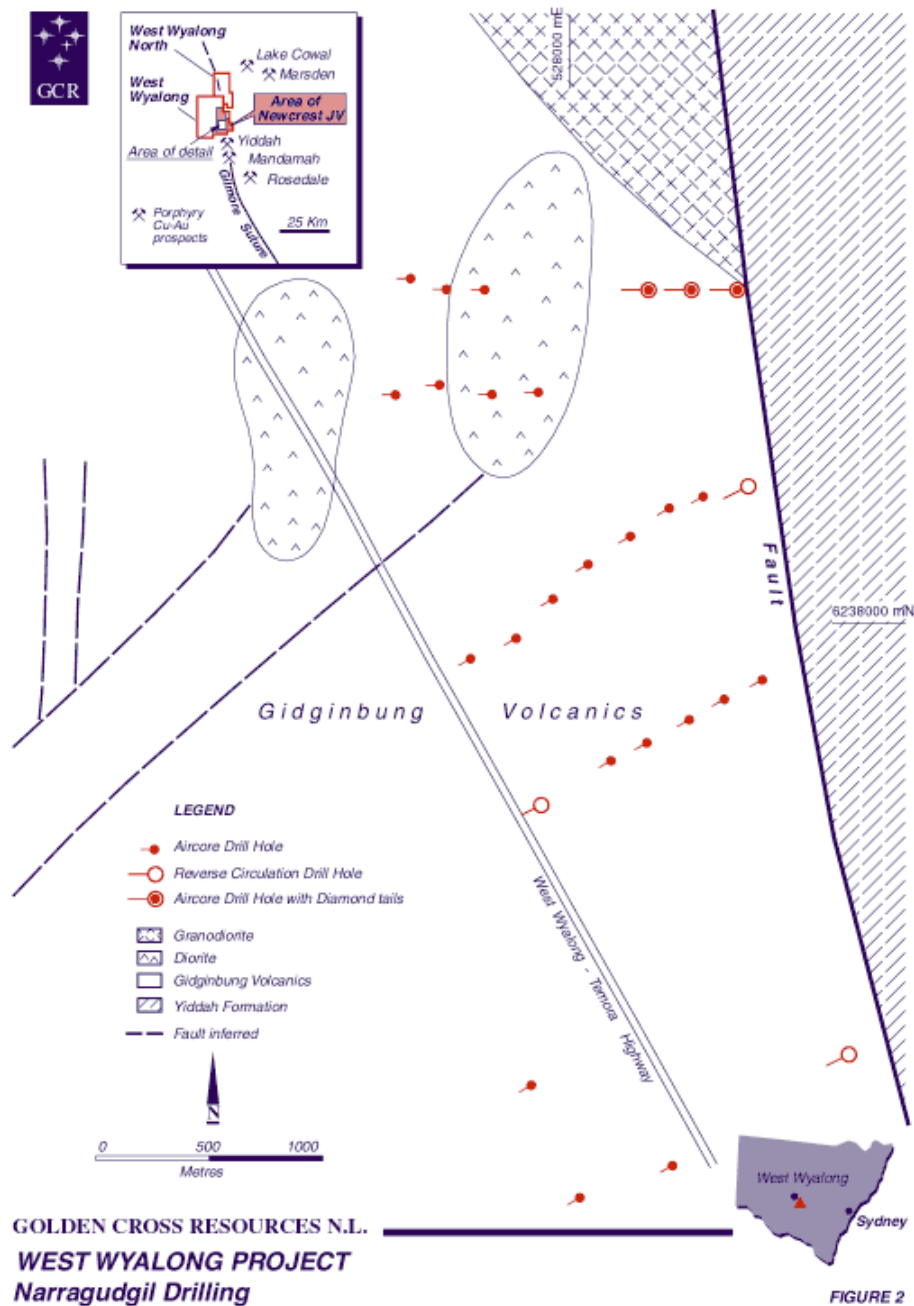 GCR
West Wyalong
North
Lake Cowal
Marsden
West
Wyalong
Area of
Newcrest JV
Area of detail
Yiddah
Mandamah
Rosedale
Gilmore Suture
Porphyry
Cu-Au
prospects
25 Km
528000 mE
Fault
6238000 mN
Gidginbung Volcanics
LEGEND
Aircore Drill Hole
Reverse Circulation Drill Hole
Aircore Drill Hole with Diamond tails
Granodiorite
Diorite
Gidginbung Volcanics
Yiddah Formation
Fault inferred
West Wyalong - Temora Highway
N
0 500 1000
Metres
West Wyalong
Sydney
GOLDEN CROSS RESOURCES N.L.
WEST WYALONG PROJECT
Narragudgil Drilling
FIGURE 2